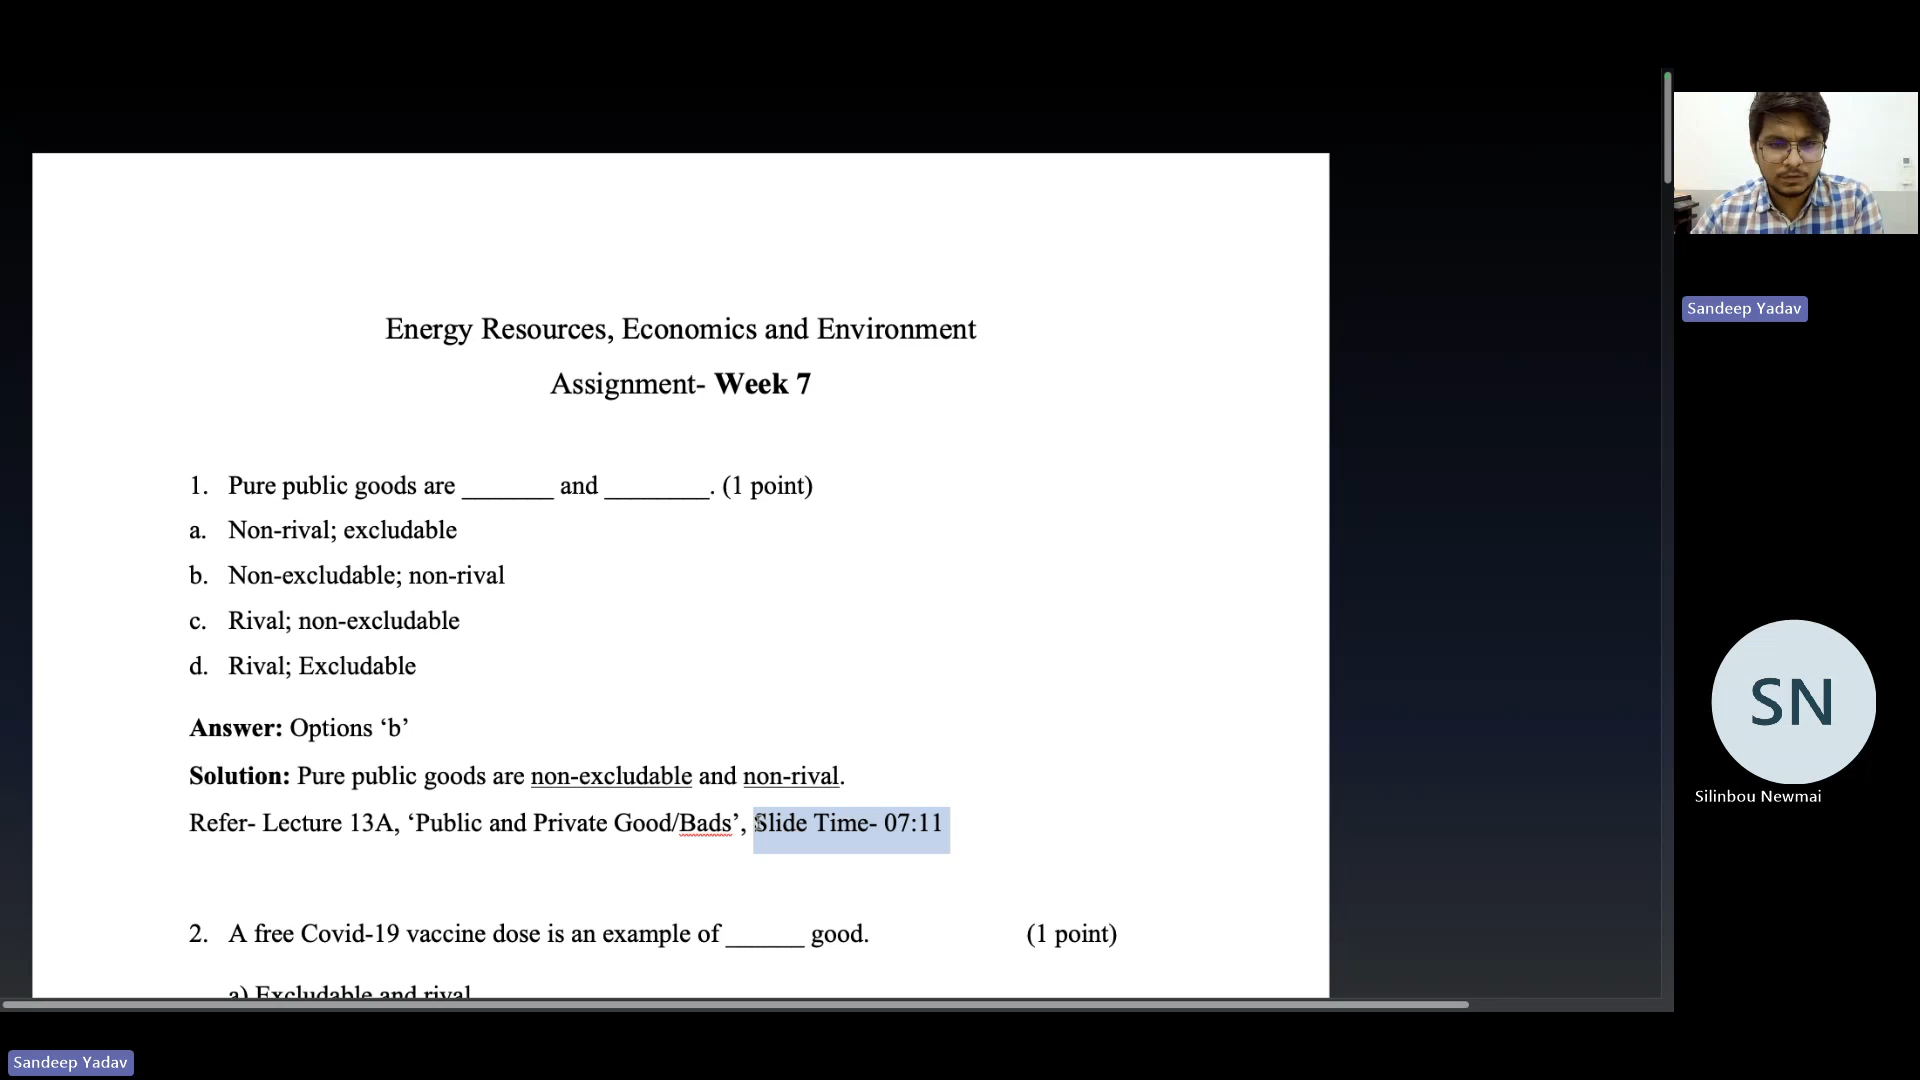 Energy Resources, Economics and Environment
Assignment- Week 7
1. Pure public goods are _______ and ________. (1 point)
a. Non-rival; excludable
b. Non-excludable; non-rival
c. Rival; non-excludable
d. Rival; Excludable
Answer: Options ‘b’
Solution: Pure public goods are non-excludable and non-rival.
Refer- Lecture 13A, ‘Public and Private Good/Bads’, Slide Time- 07:11
2. A free Covid-19 vaccine dose is an example of ______ good. (1 point)
a) Excludable and rival
Sandeep Yadav
SN
Silinbou Newmai
Sandeep Yadav